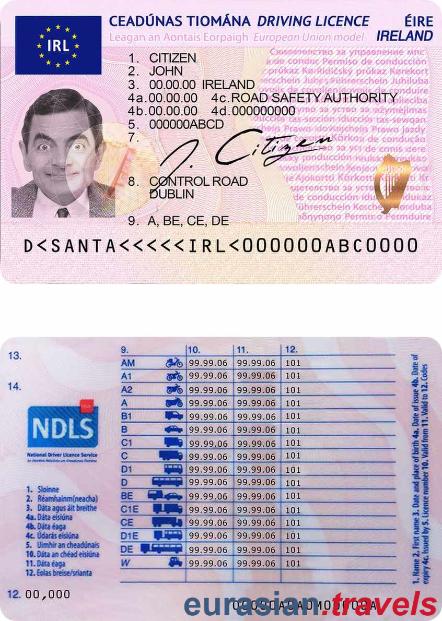 CEADÚNAS TIOMÁNA DRIVING LICENCE ÉIRE
Leagan an Aontais Eorpaigh European Union model IRELAND
IRL
1. CITIZEN
2. JOHN
3. 00.00.00 IRELAND
4a. 00.00.00 4c. ROAD SAFETY AUTHORITY
4b. 00.00.00 4d. 000000000
5. 000000ABCD
7.
J. Citizen
8. CONTROL ROAD
DUBLIN
9. A, BE, CE, DE
D<SANTA<<<<<IRL<000000ABC0000
9. 10. 11. 12.
13.
14.
AM 99.99.06 99.99.06 101
A1 99.99.06 99.99.06 101
A2 99.99.06 99.99.06 101
A 99.99.06 99.99.06 101
B1 99.99.06 99.99.06 101
B 99.99.06 99.99.06 101
C1 99.99.06 99.99.06 101
C 99.99.06 99.99.06 101
D1 99.99.06 99.99.06 101
D 99.99.06 99.99.06 101
BE 99.99.06 99.99.06 101
C1E 99.99.06 99.99.06 101
CE 99.99.06 99.99.06 101
D1E 99.99.06 99.99.06 101
DE 99.99.06 99.99.06 101
W 99.99.06 99.99.06 101
NDLS
National Driver Licence Service
1. Sloinne
2. Réamhainm(neacha)
3. Dáta agus áit bhreithe
4a. Dáta eisiúna
4b. Dáta éaga
4c. Údarás eisiúna
5. Uimhir an cheadúnais
10. Dáta an chéad eisiúna
11. Dáta éaga
12. Eolas breise/srianta
1. Name 2. First name 3. Date and place of birth 4a. Date of issue 4b. Date of
expiry 4c. Issued by 5. Licence number 10. Valid from 11. Valid to 12. Codes
12. 00,000
eurasian.travels